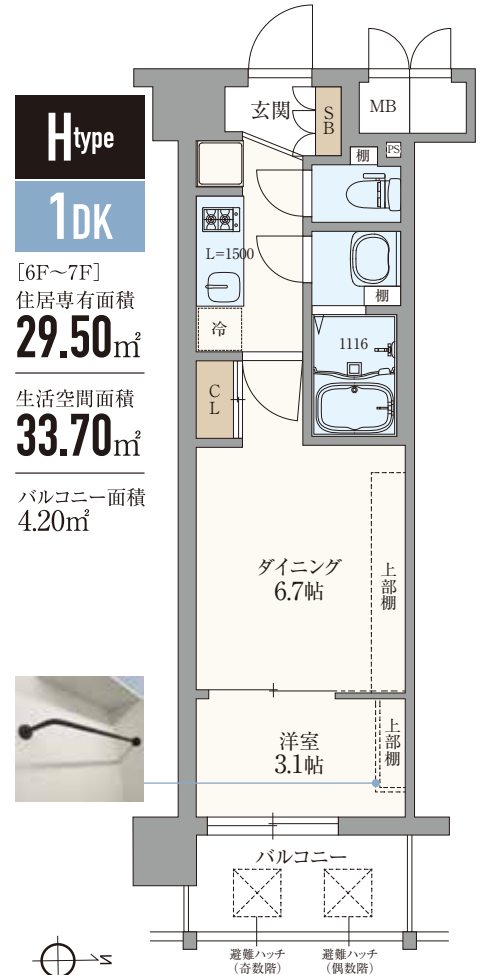 Htype
1DK
[6F〜7F]
住居専有面積
29.50㎡
生活空間面積
33.70㎡
バルコニー面積
4.20㎡
玄関
SB
MB
PS
棚
L=1500
冷
棚
1116
CL
ダイニング
6.7帖
上部棚
洋室
3.1帖
上部棚
バルコニー
避難ハッチ
(奇数階)
避難ハッチ
(偶数階)
N